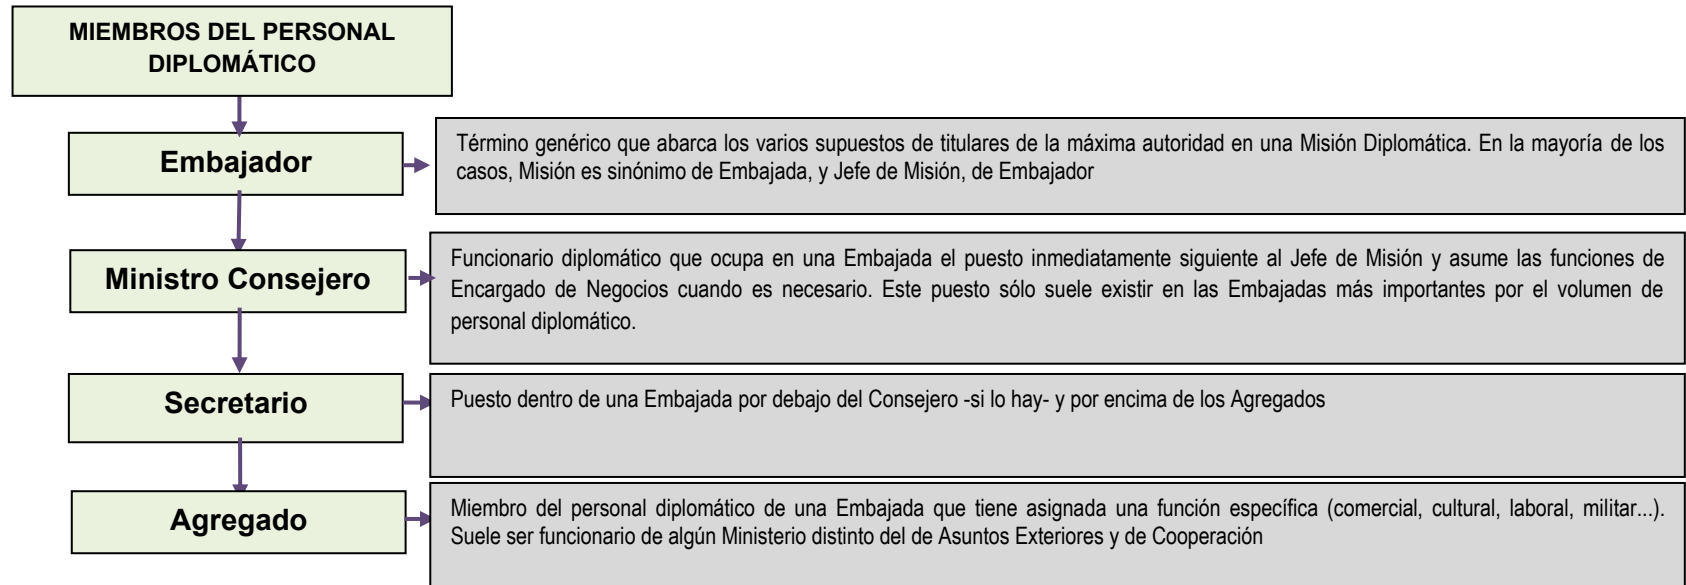 MIEMBROS DEL PERSONAL
DIPLOMÁTICO
Embajador
Término genérico que abarca los varios supuestos de titulares de la máxima autoridad en una Misión Diplomática. En la mayoría de los
casos, Misión es sinónimo de Embajada, y Jefe de Misión, de Embajador
Ministro Consejero
Funcionario diplomático que ocupa en una Embajada el puesto inmediatamente siguiente al Jefe de Misión y asume las funciones de
Encargado de Negocios cuando es necesario. Este puesto sólo suele existir en las Embajadas más importantes por el volumen de
personal diplomático.
Secretario
Puesto dentro de una Embajada por debajo del Consejero -si lo hay- y por encima de los Agregados
Agregado
Miembro del personal diplomático de una Embajada que tiene asignada una función específica (comercial, cultural, laboral, militar...).
Suele ser funcionario de algún Ministerio distinto del de Asuntos Exteriores y de Cooperación